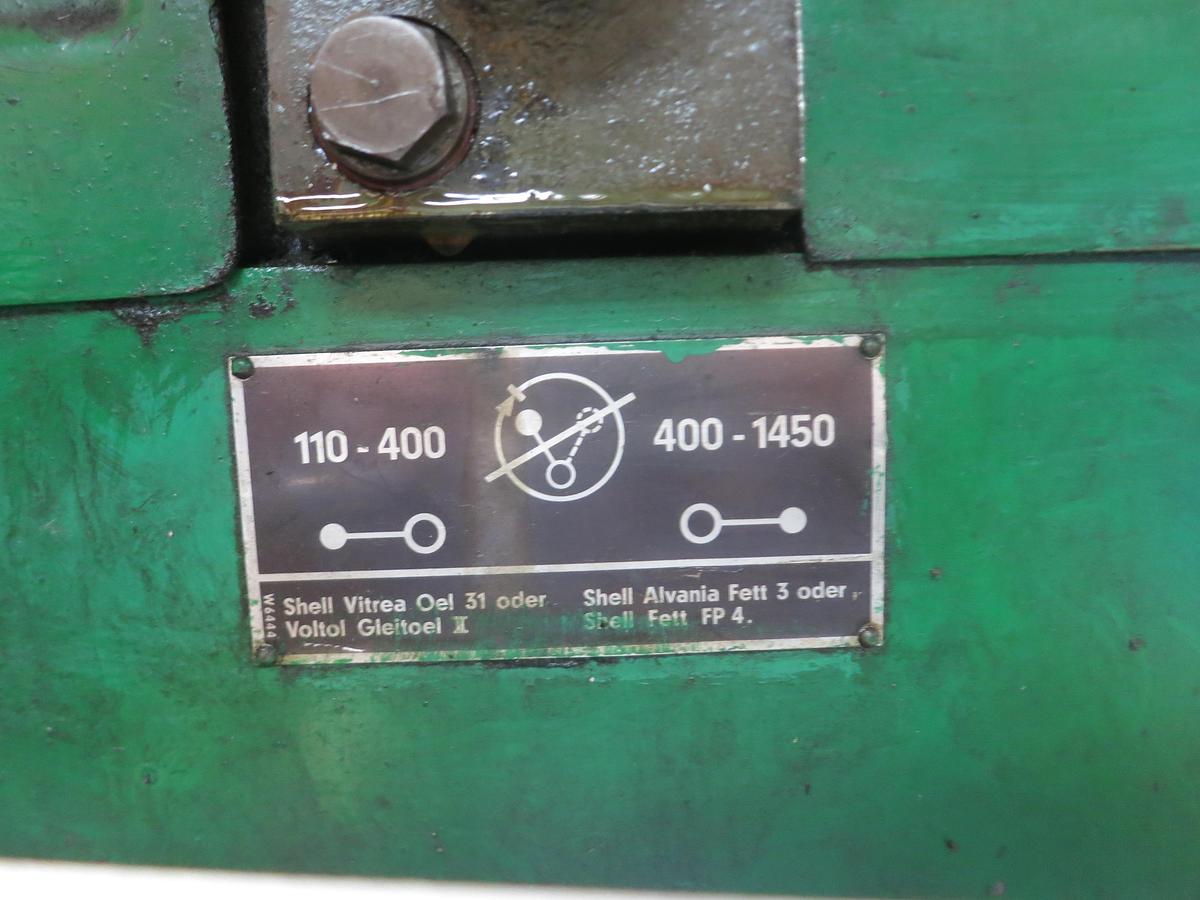 110 - 400
400 - 1450
W6444
Shell Vitrea Oel 31 oder
Voltol Gleitoel II
Shell Alvania Fett 3 oder
Shell Fett FP 4.